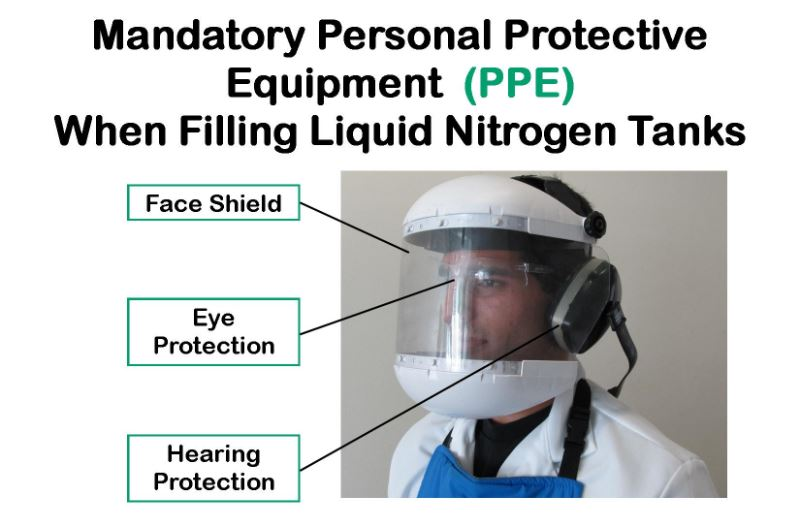 Mandatory Personal Protective
Equipment (PPE)
When Filling Liquid Nitrogen Tanks
Face Shield
Eye
Protection
Hearing
Protection